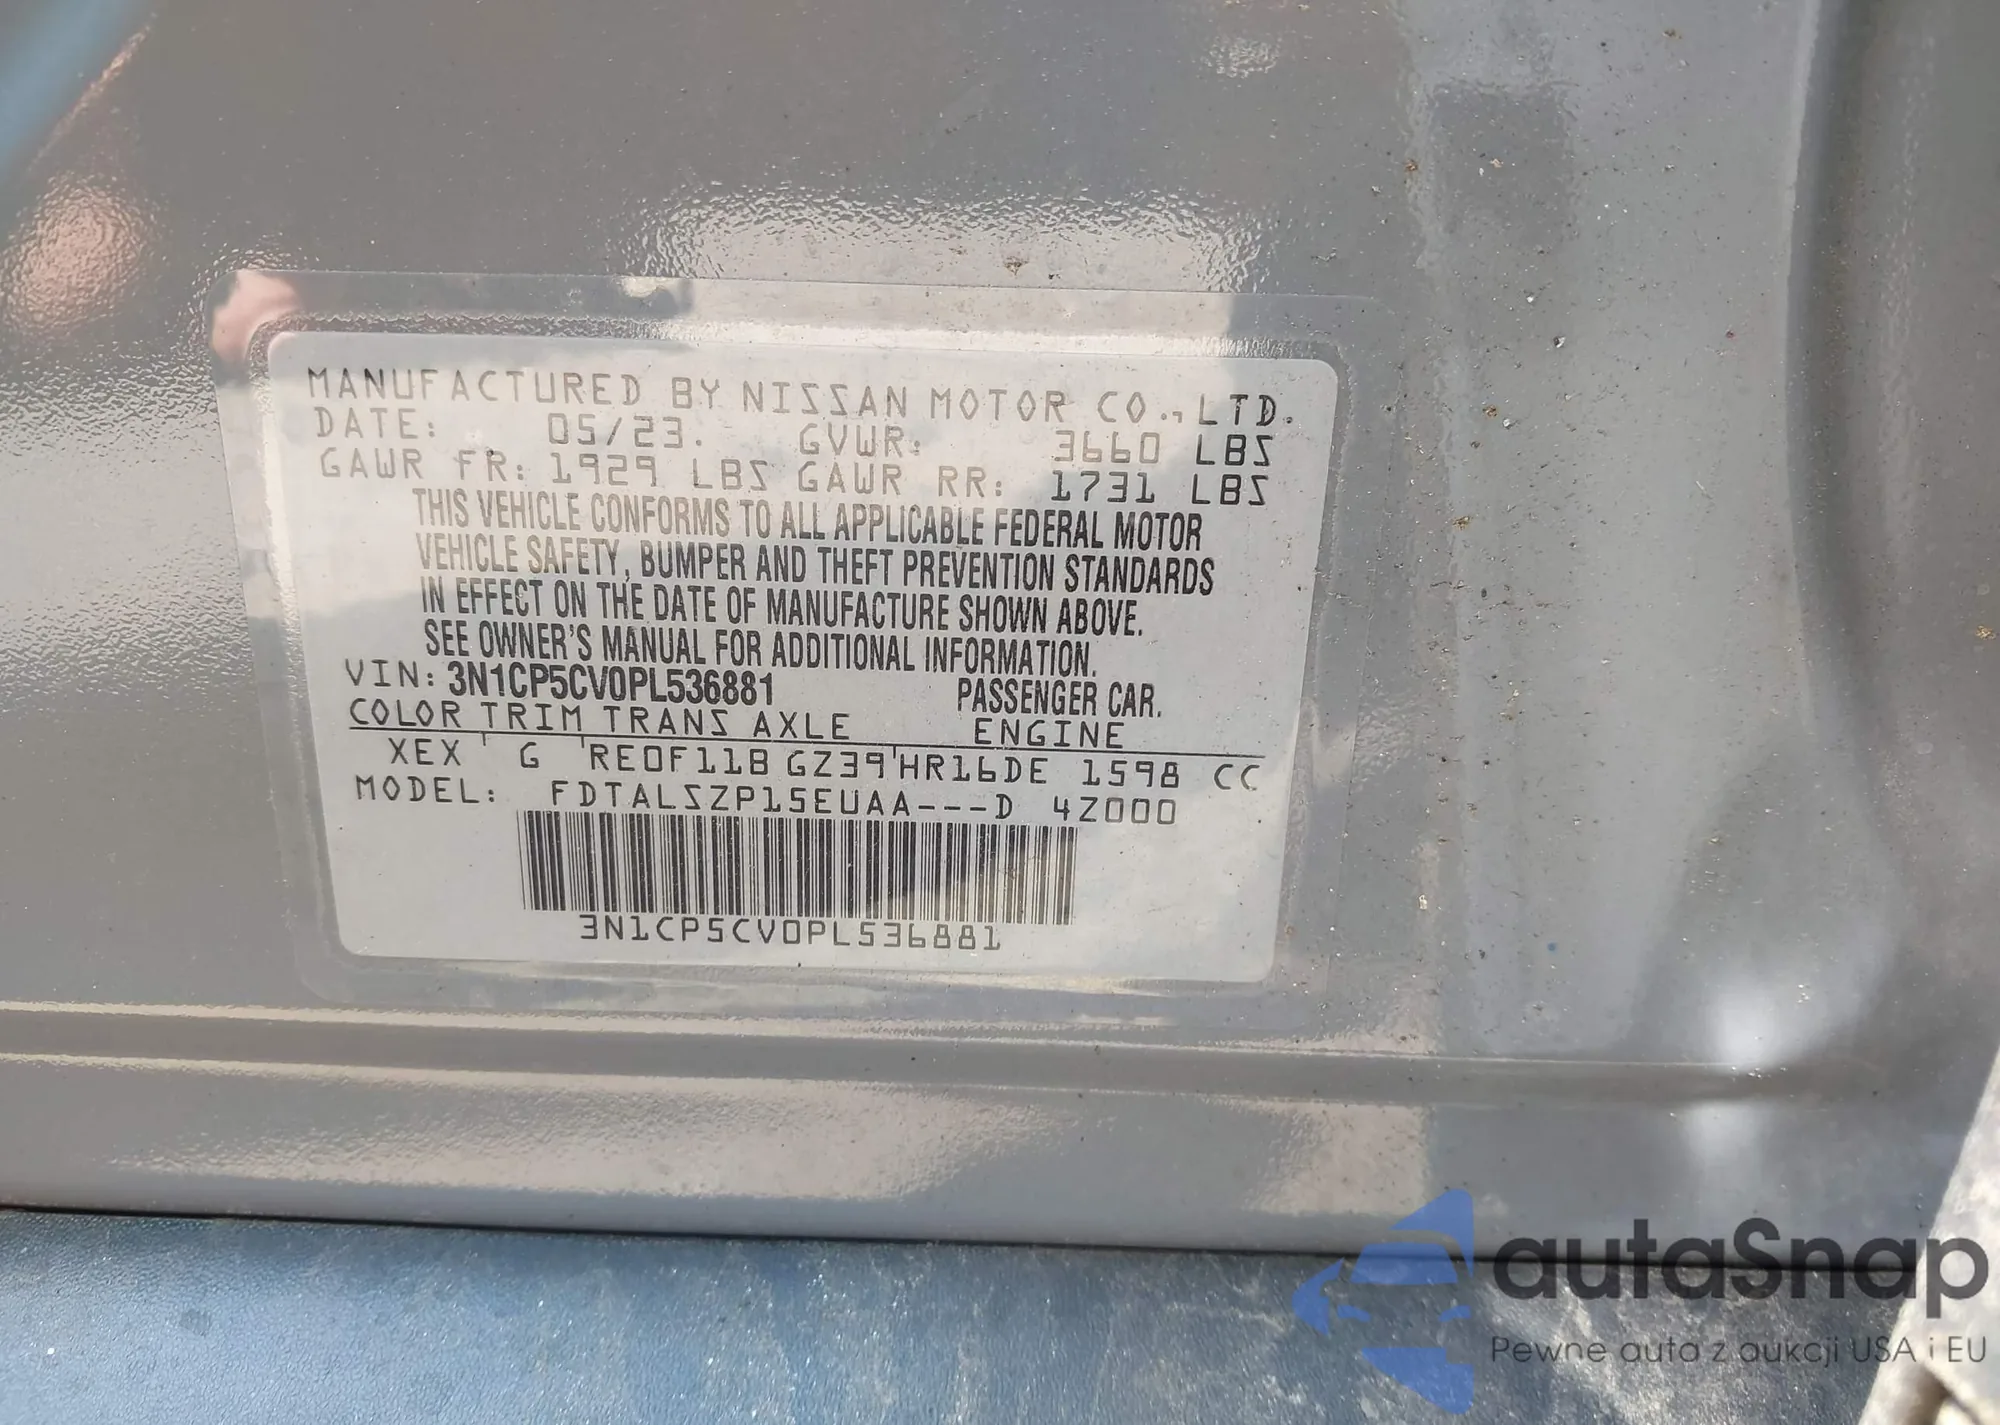 MANUFACTURED BY NISSAN MOTOR CO., LTD.
DATE: 05/23. GVWR: 3660 LBS
GAWR FR: 1929 LBS GAWR RR: 1731 LBS
THIS VEHICLE CONFORMS TO ALL APPLICABLE FEDERAL MOTOR
VEHICLE SAFETY, BUMPER AND THEFT PREVENTION STANDARDS
IN EFFECT ON THE DATE OF MANUFACTURE SHOWN ABOVE.
SEE OWNER'S MANUAL FOR ADDITIONAL INFORMATION.
VIN: 3N1CP5CV0PL536881 PASSENGER CAR.
COLOR TRIM TRANS AXLE ENGINE
XEX G RE0F11B GZ39 HR16DE 1598 CC
MODEL: FDTALSZP15EUAA---D 4Z000
3N1CP5CV0PL536881
autaSnap
Pewne auta z aukcji USA i EU